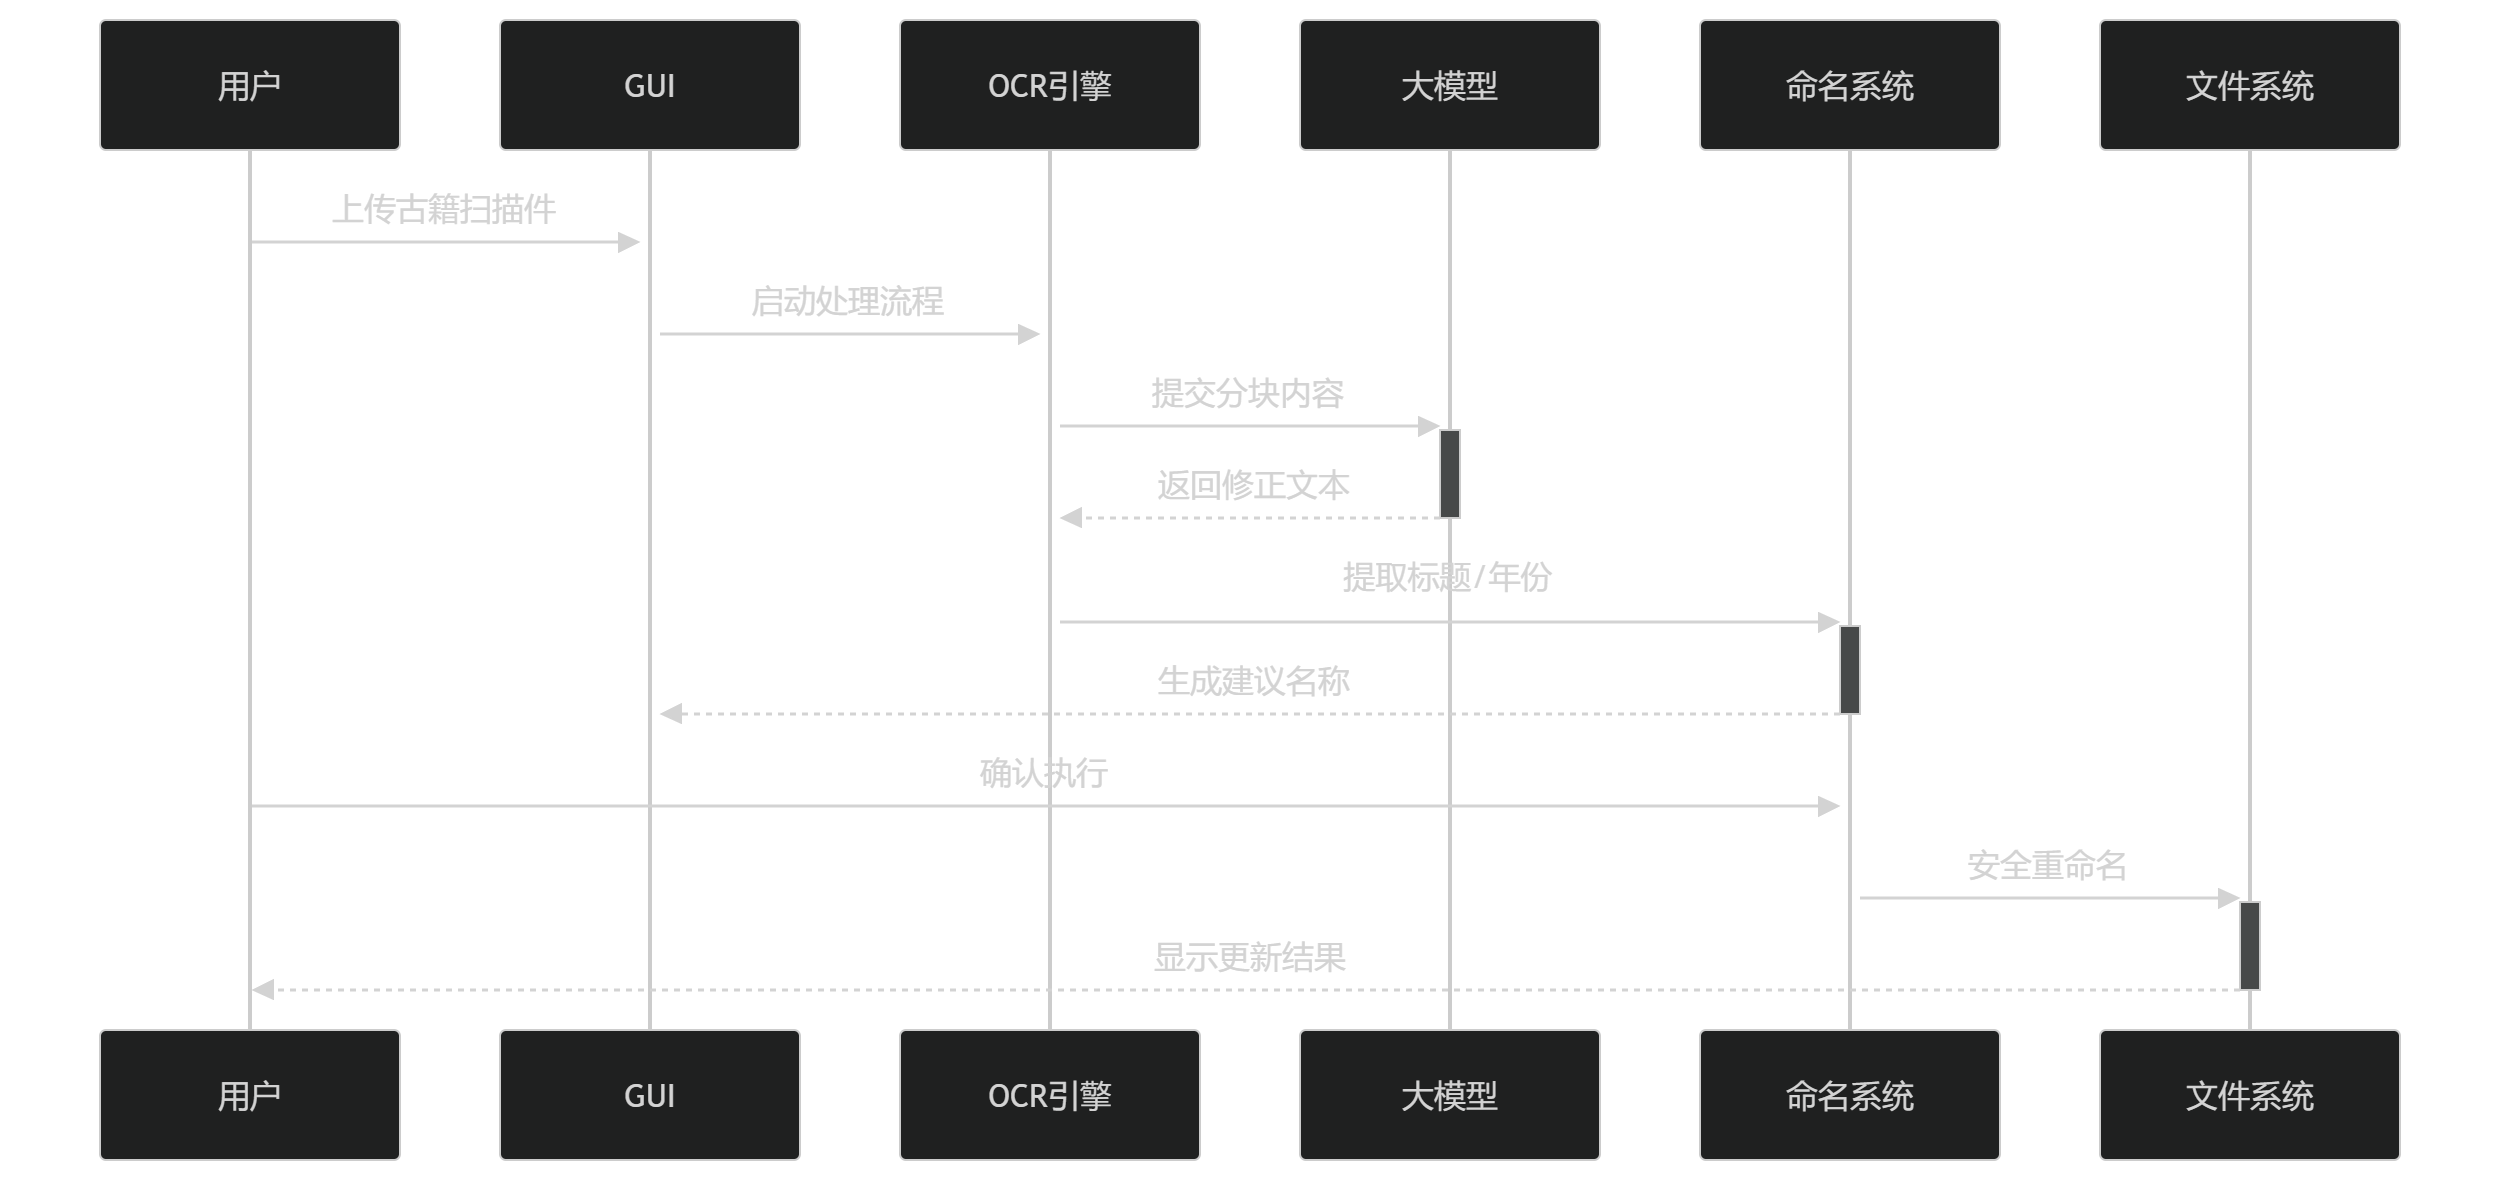 用户
GUI
OCR引擎
大模型
命名系统
文件系统
上传古籍扫描件
启动处理流程
提交分块内容
返回修正文本
提取标题/年份
生成建议名称
确认执行
安全重命名
显示更新结果
用户
GUI
OCR引擎
大模型
命名系统
文件系统